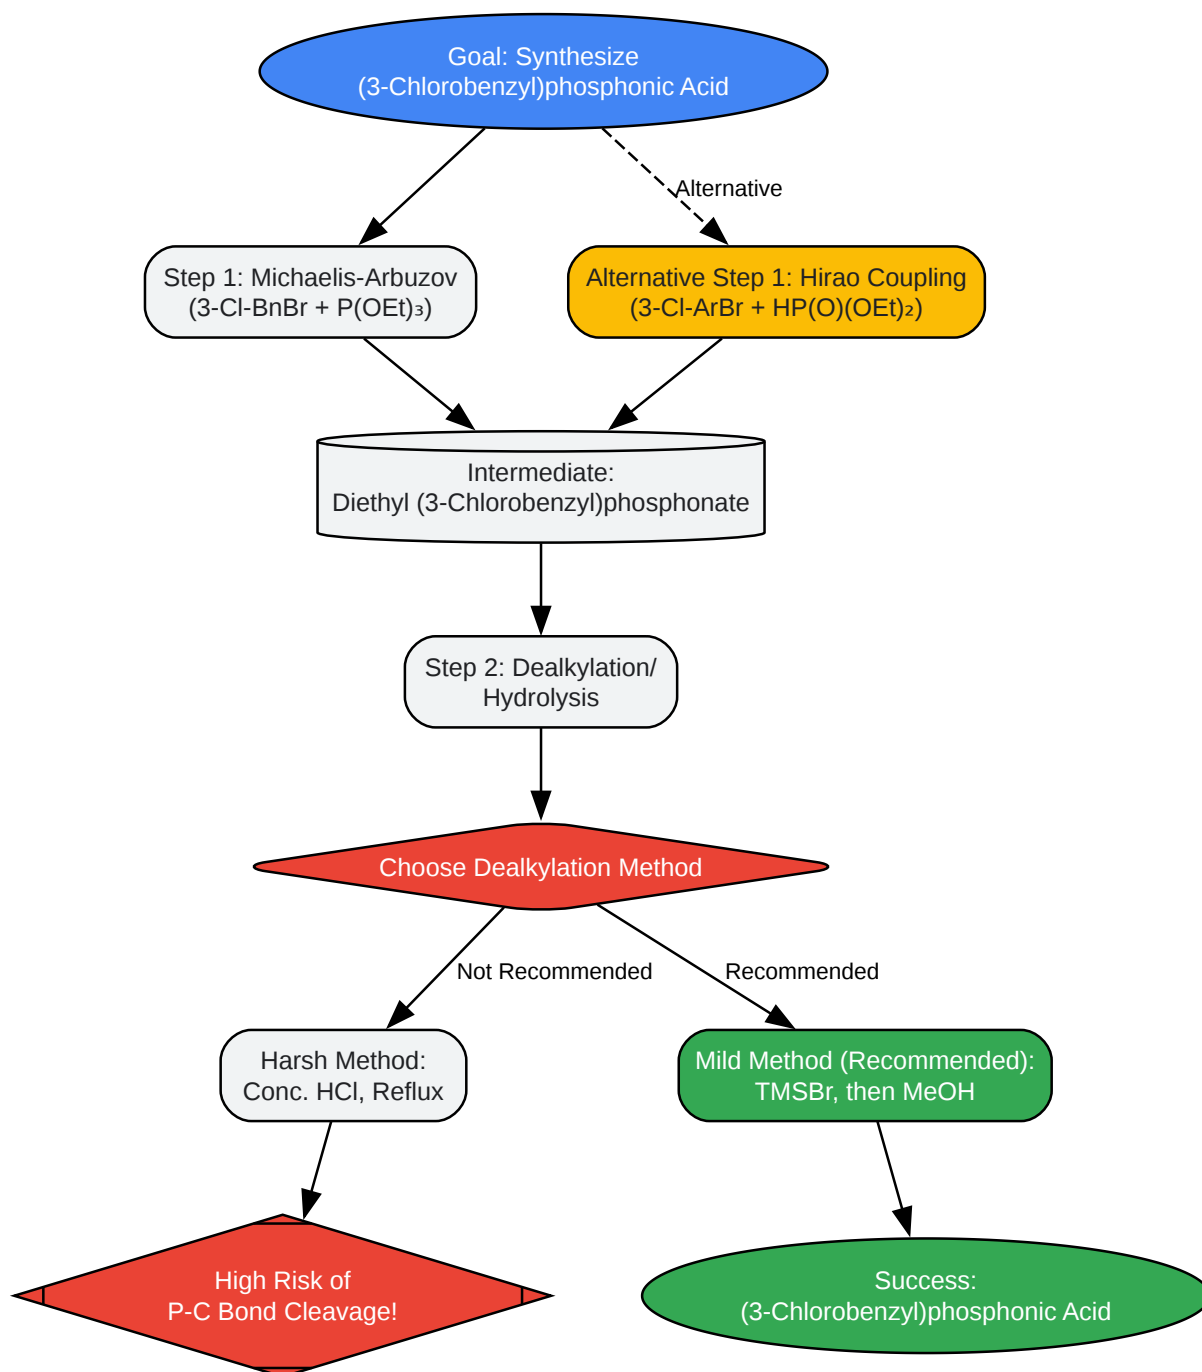 Goal: Synthesize
(3-Chlorobenzyl)phosphonic Acid
Alternative
Step 1: Michaelis-Arbuzov
(3-Cl-BnBr + P(OEt)₃)
Alternative Step 1: Hirao Coupling
(3-Cl-ArBr + HP(O)(OEt)₂)
Intermediate:
Diethyl (3-Chlorobenzyl)phosphonate
Step 2: Dealkylation/
Hydrolysis
Choose Dealkylation Method
Not Recommended
Recommended
Harsh Method:
Conc. HCl, Reflux
Mild Method (Recommended):
TMSBr, then MeOH
High Risk of
P-C Bond Cleavage!
Success:
(3-Chlorobenzyl)phosphonic Acid